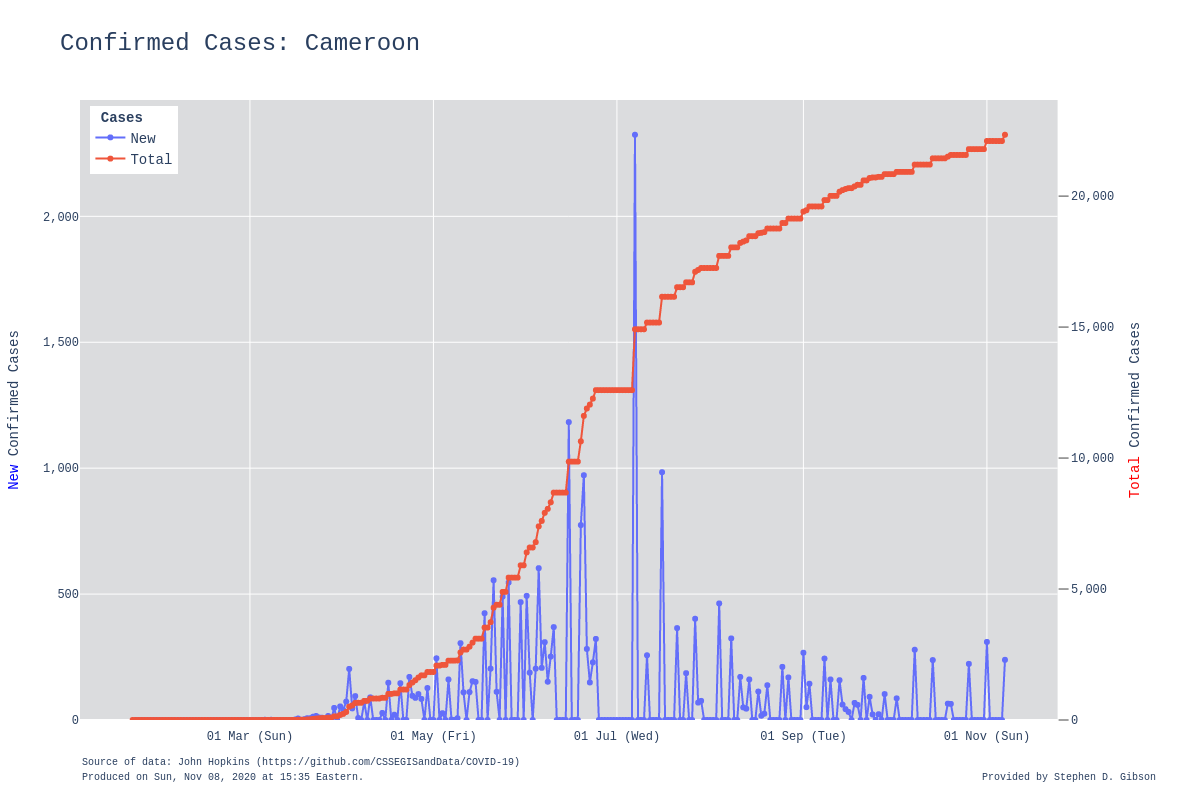 Confirmed Cases: Cameroon
Cases
New
Total
2,000
1,500
1,000
500
0
20,000
15,000
10,000
5,000
0
New Confirmed Cases
Total Confirmed Cases
01 Mar (Sun)
01 May (Fri)
01 Jul (Wed)
01 Sep (Tue)
01 Nov (Sun)
Source of data: John Hopkins (https://github.com/CSSEGISandData/COVID-19)
Produced on Sun, Nov 08, 2020 at 15:35 Eastern.
Provided by Stephen D. Gibson